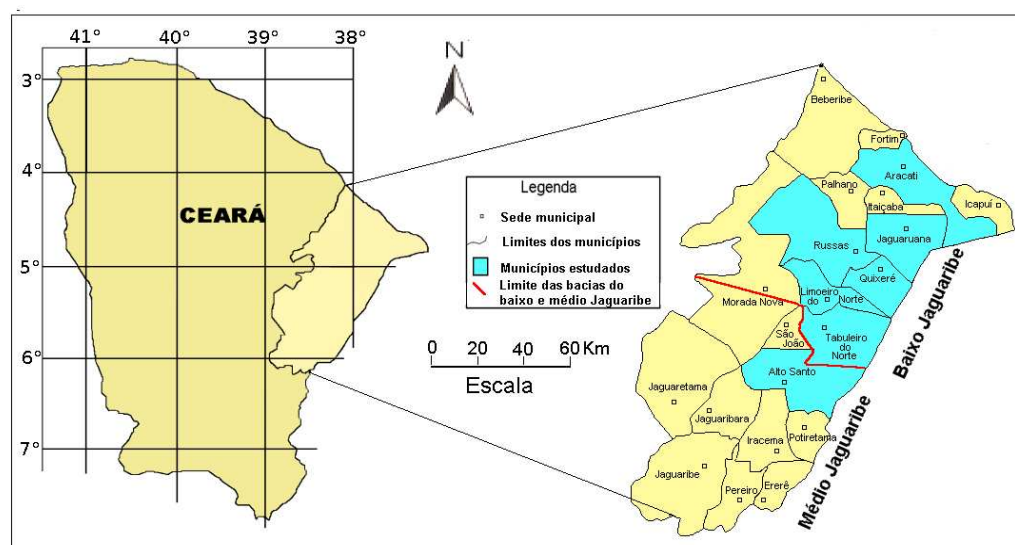 41° 40° 39° 38°
3°
4°
5°
6°
7°
CEARÁ
N
Legenda
Sede municipal
Limites dos municípios
Municípios estudados
Limite das bacias do
baixo e médio Jaguaribe
0 20 40 60 Km
Escala
Beberibe
Fortim
Aracati
Palhano
Itaiçaba
Icapuí
Jaguaruana
Russas
Quixeré
Limoeiro
do Norte
Morada Nova
São
João
Tabuleiro
do
Norte
Alto Santo
Jaguaretama
Jaguaribara
Iracema
Potiretama
Jaguaribe
Pereiro
Ererê
Baixo Jaguaribe
Médio Jaguaribe